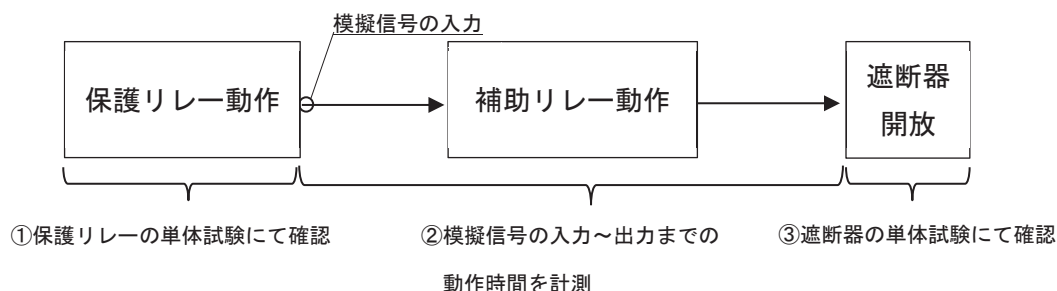 模擬信号の入力
保護リレー動作
補助リレー動作
遮断器
開放
①保護リレーの単体試験にて確認
②模擬信号の入力～出力までの
動作時間を計測
③遮断器の単体試験にて確認